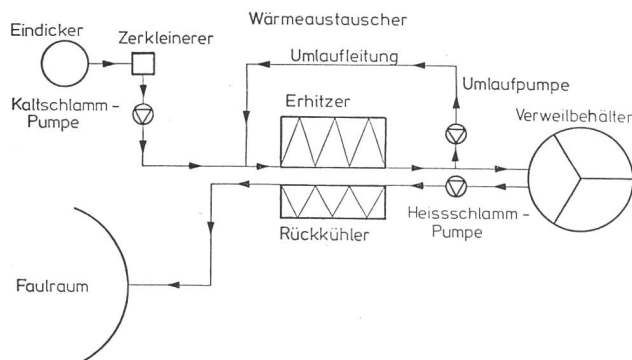 Wärmeaustauscher
Eindicker
Zerkleinerer
Umlaufleitung
Umlaufpumpe
Kaltschlamm-
Pumpe
Erhitzer
Verweilbehälter
Heissschlamm-
Pumpe
Rückkühler
Faulraum